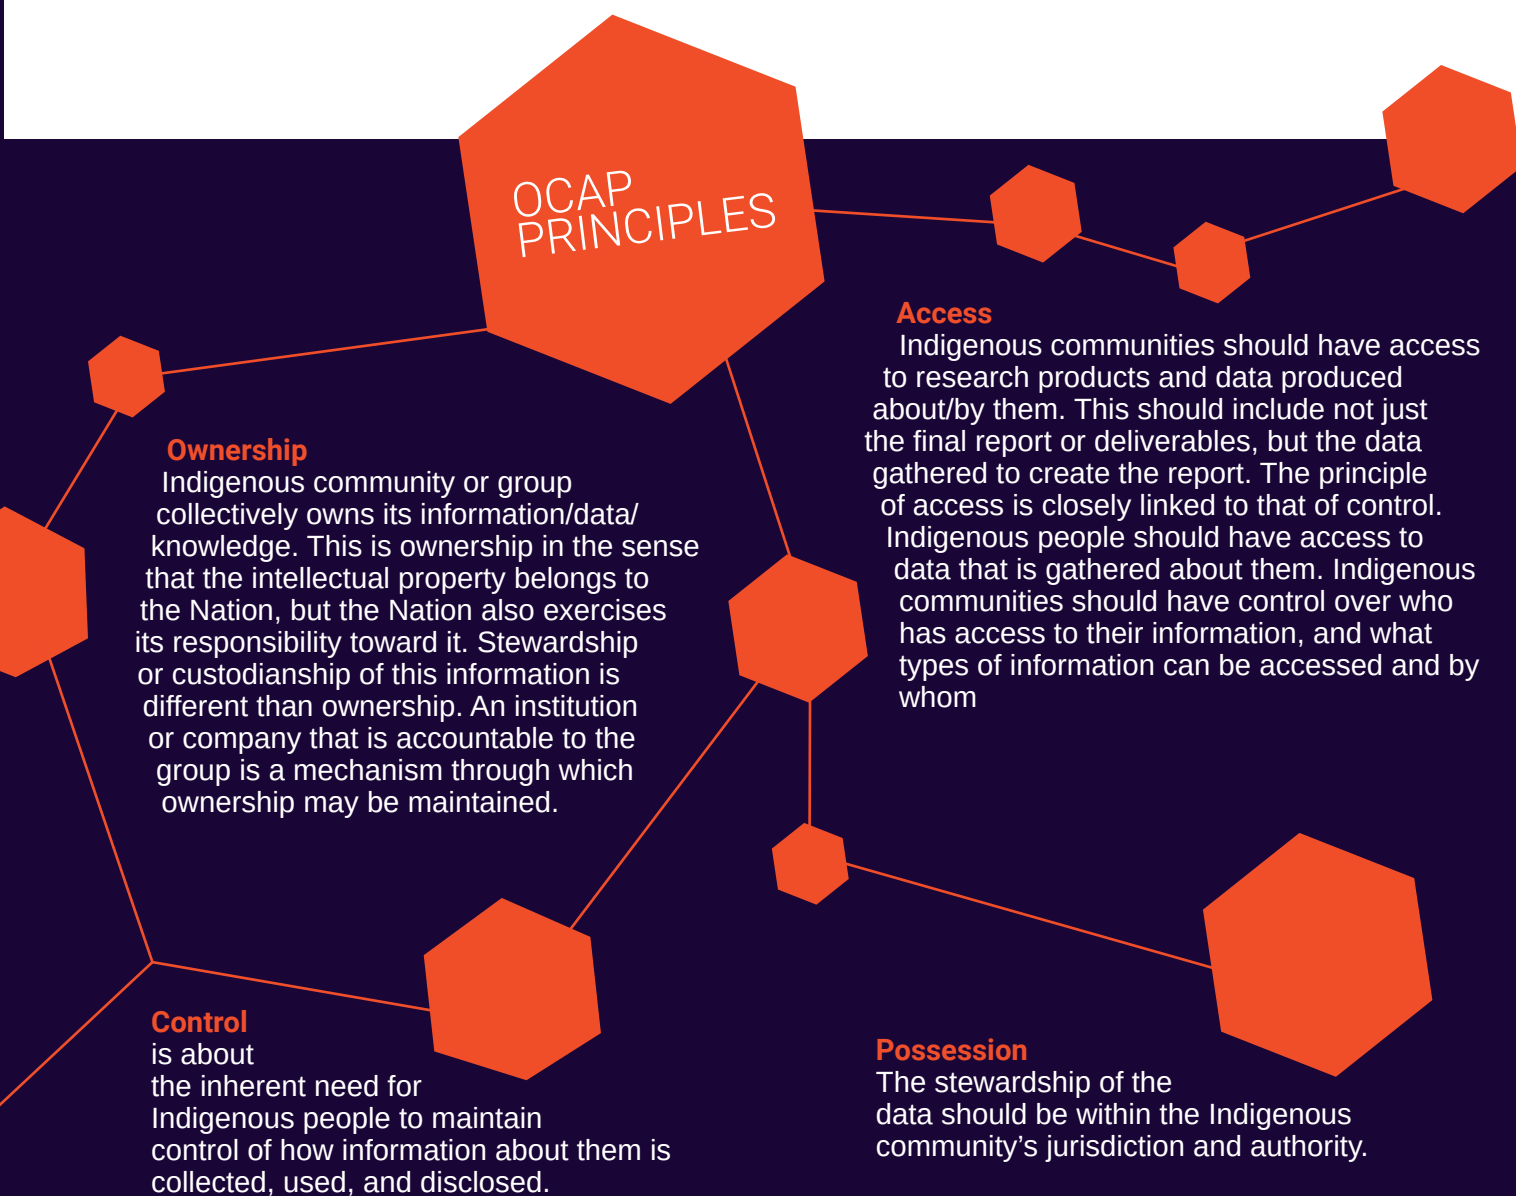 OCAP
PRINCIPLES
Ownership
Indigenous community or group
collectively owns its information/data/
knowledge. This is ownership in the sense
that the intellectual property belongs to
the Nation, but the Nation also exercises
its responsibility toward it. Stewardship
or custodianship of this information is
different than ownership. An institution
or company that is accountable to the
group is a mechanism through which
ownership may be maintained.
Control
is about
the inherent need for
Indigenous people to maintain
control of how information about them is
collected, used, and disclosed.
Access
Indigenous communities should have access
to research products and data produced
about/by them. This should include not just
the final report or deliverables, but the data
gathered to create the report. The principle
of access is closely linked to that of control.
Indigenous people should have access to
data that is gathered about them. Indigenous
communities should have control over who
has access to their information, and what
types of information can be accessed and by
whom
Possession
The stewardship of the
data should be within the Indigenous
community’s jurisdiction and authority.